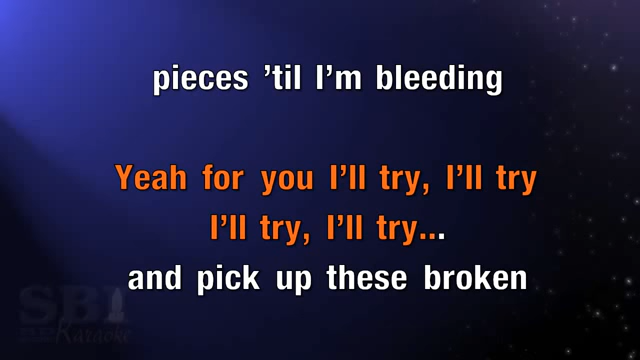 pieces ’til I’m bleeding
Yeah for you I’ll try, I’ll try
I’ll try, I’ll try...
and pick up these broken
SBI
Karaoke